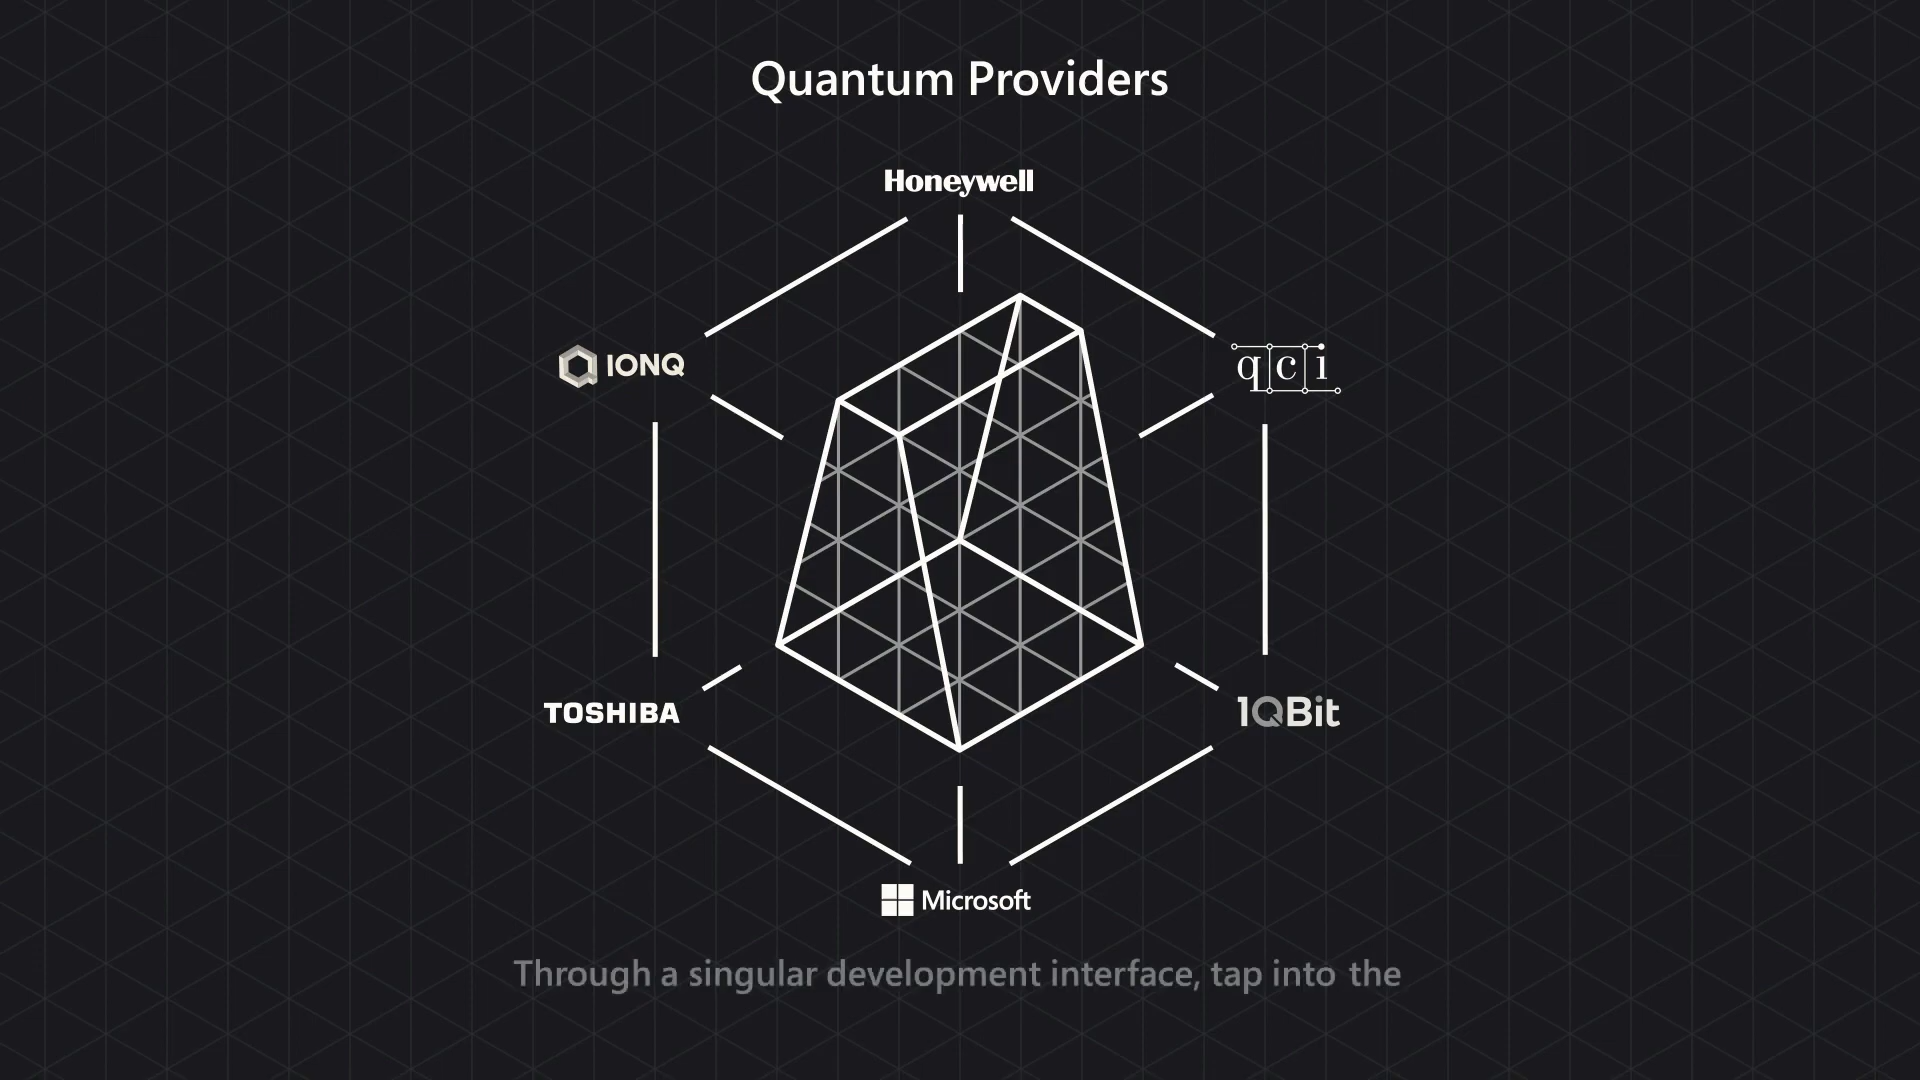 Quantum Providers
Honeywell
IONQ
qci
TOSHIBA
1QBit
Microsoft
Through a singular development interface, tap into the